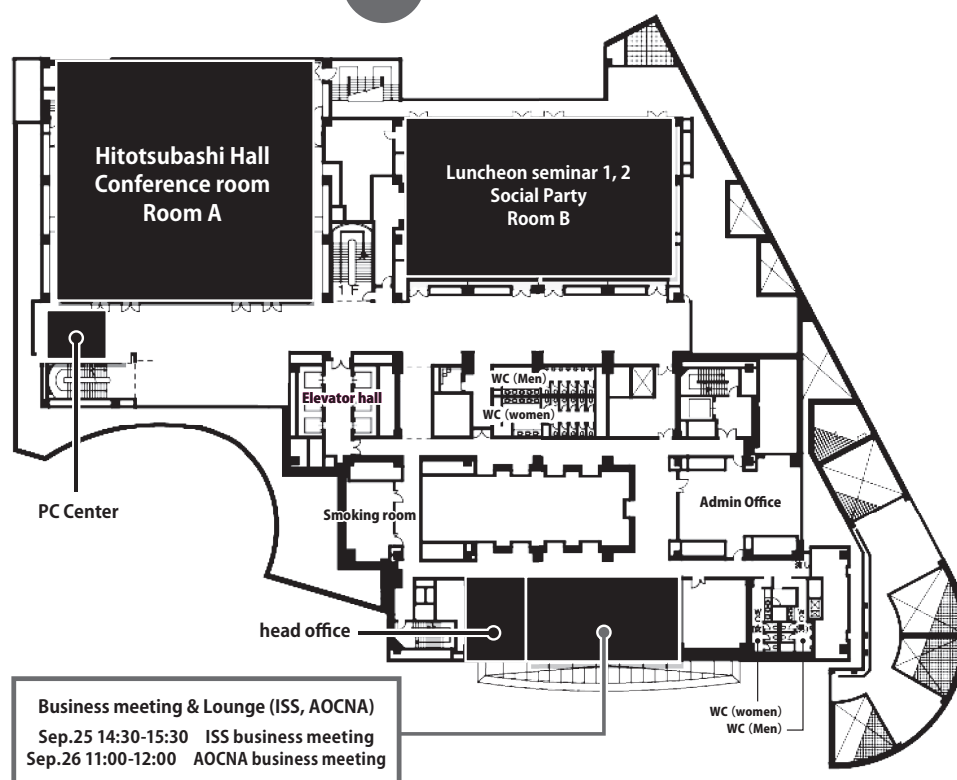 Hitotsubashi Hall
Conference room
Room A
Luncheon seminar 1, 2
Social Party
Room B
1F
WC (Men)
Elevator hall
WC (women)
PC Center
Smoking room
Admin Office
head office
Business meeting & Lounge (ISS, AOCNA)
Sep.25 14:30-15:30 ISS business meeting
Sep.26 11:00-12:00 AOCNA business meeting
WC (women)
WC (Men)